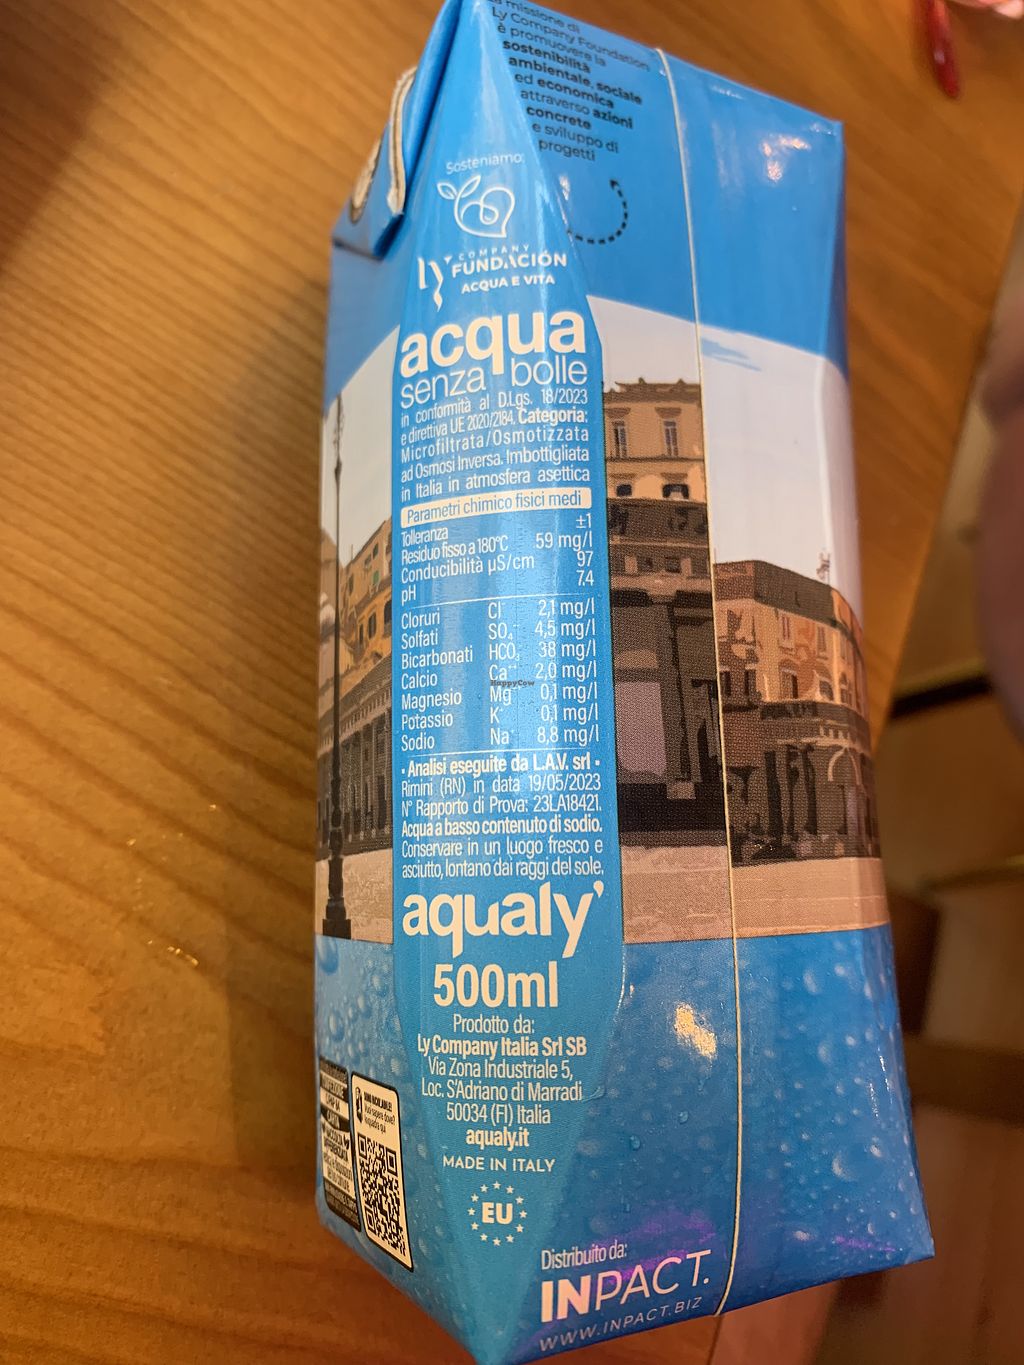 La missione di
Ly Company Foundation
è promuovere la
sostenibilità
ambientale, sociale
ed economica
attraverso azioni
concrete
e sviluppo di
progetti
Sosteniamo:
COMPANY
Ly FUNDACIÓN
ACQUA E VITA
acqua
senza bolle
in conformità al D.Lgs. 18/2023
e direttiva UE 2020/2184. Categoria:
Microfiltrata/Osmotizzata
ad Osmosi Inversa. Imbottigliata
in Italia in atmosfera asettica
Parametri chimico fisici medi
Tolleranza ±1
Residuo fisso a 180°C 59 mg/l
Conducibilità µS/cm 97
pH 7.4
Cloruri Cl⁻ 2,1 mg/l
Solfati SO₄⁻⁻ 4,5 mg/l
Bicarbonati HCO₃⁻ 38 mg/l
Calcio Ca⁺⁺ 2,0 mg/l
HappyCow
Magnesio Mg⁺⁺ 0,1 mg/l
Potassio K⁺ 0,1 mg/l
Sodio Na⁺ 8,8 mg/l
• Analisi eseguite da L.A.V. srl •
Rimini (RN) in data 19/05/2023
N° Rapporto di Prova: 23LA18421.
Acqua a basso contenuto di sodio.
Conservare in un luogo fresco e
asciutto, lontano dai raggi del sole.
aqualy'
500ml
Prodotto da:
Ly Company Italia Srl SB
Via Zona Industriale 5,
Loc. S'Adriano di Marradi
50034 (FI) Italia
aqualy.it
MADE IN ITALY
EU
Distribuito da:
INPACT.
WWW.INPACT.BIZ